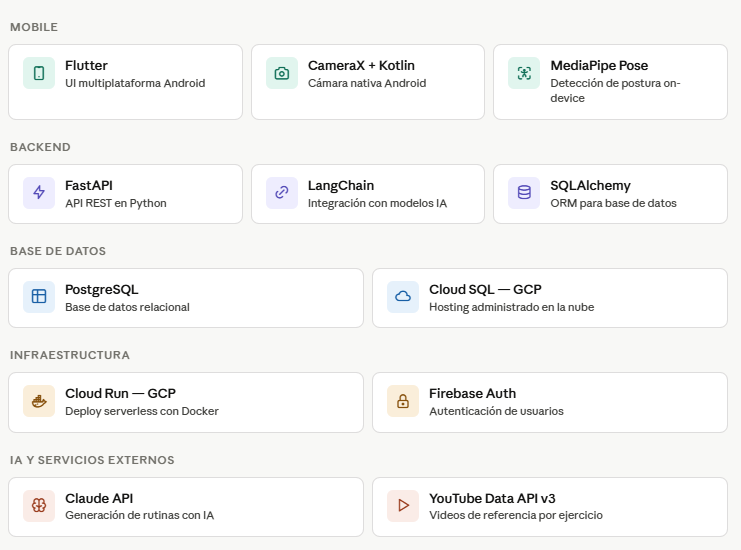 MOBILE
Flutter
UI multiplataforma Android
CameraX + Kotlin
Cámara nativa Android
MediaPipe Pose
Detección de postura on-
device
BACKEND
FastAPI
API REST en Python
LangChain
Integración con modelos IA
SQLAlchemy
ORM para base de datos
BASE DE DATOS
PostgreSQL
Base de datos relacional
Cloud SQL — GCP
Hosting administrado en la nube
INFRAESTRUCTURA
Cloud Run — GCP
Deploy serverless con Docker
Firebase Auth
Autenticación de usuarios
IA Y SERVICIOS EXTERNOS
Claude API
Generación de rutinas con IA
YouTube Data API v3
Videos de referencia por ejercicio